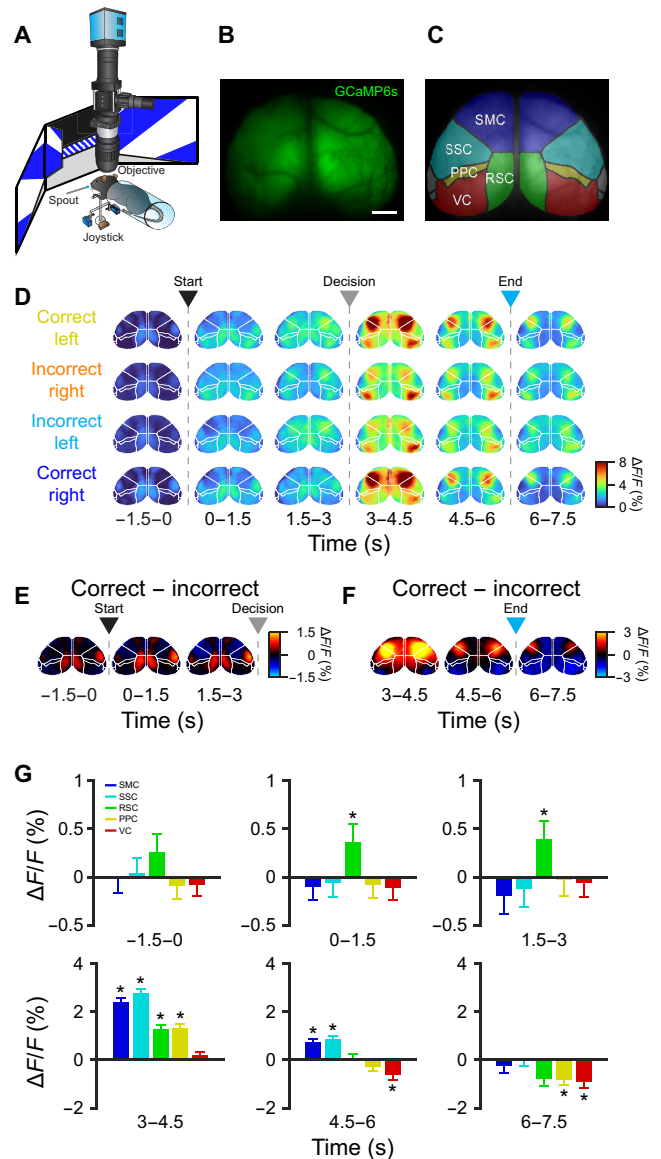 A
Objective
Spout
Joystick
B
GCaMP6s
C
SMC
SSC
PPC
RSC
VC
D
Start
Decision
End
Correct left
Incorrect right
Incorrect left
Correct right
−1.5–0
0–1.5
1.5–3
3–4.5
4.5–6
6–7.5
Time (s)
8
4
0
ΔF/F (%)
E
Correct – incorrect
Start
Decision
−1.5–0
0–1.5
1.5–3
Time (s)
1.5
0
−1.5
ΔF/F (%)
F
Correct – incorrect
End
3–4.5
4.5–6
6–7.5
Time (s)
3
0
−3
ΔF/F (%)
G
ΔF/F (%)
1
0.5
0
−0.5
SMC
SSC
RSC
PPC
VC
−1.5–0
1
0.5
0
−0.5
*
0–1.5
1
0.5
0
−0.5
*
1.5–3
ΔF/F (%)
4
2
0
−2
* * * *
3–4.5
4
2
0
−2
* * *
4.5–6
4
2
0
−2
* *
6–7.5
Time (s)